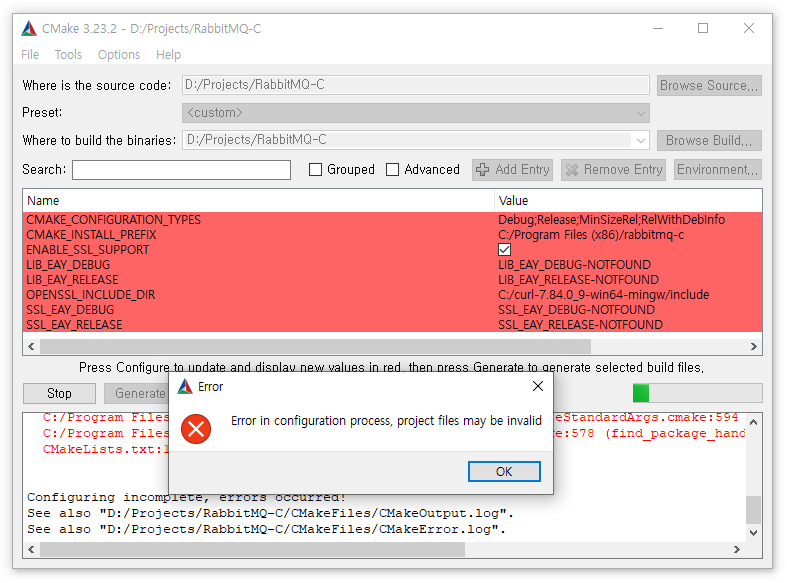 CMake 3.23.2 - D:/Projects/RabbitMQ-C
File Tools Options Help
Where is the source code: D:/Projects/RabbitMQ-C Browse Source...
Preset: <custom>
Where to build the binaries: D:/Projects/RabbitMQ-C Browse Build...
Search: Grouped Advanced Add Entry Remove Entry Environment...
Name Value
CMAKE_CONFIGURATION_TYPES Debug;Release;MinSizeRel;RelWithDebInfo
CMAKE_INSTALL_PREFIX C:/Program Files (x86)/rabbitmq-c
ENABLE_SSL_SUPPORT
LIB_EAY_DEBUG LIB_EAY_DEBUG-NOTFOUND
LIB_EAY_RELEASE LIB_EAY_RELEASE-NOTFOUND
OPENSSL_INCLUDE_DIR C:/curl-7.84.0_9-win64-mingw/include
SSL_EAY_DEBUG SSL_EAY_DEBUG-NOTFOUND
SSL_EAY_RELEASE SSL_EAY_RELEASE-NOTFOUND
Press Configure to update and display new values in red, then press Generate to generate selected build files.
Stop Generate
Error
Error in configuration process, project files may be invalid
OK
C:/Program Files eStandardArgs.cmake:594
C:/Program Files :578 (find_package_hand
CMakeLists.txt:
Configuring incomplete, errors occurred!
See also "D:/Projects/RabbitMQ-C/CMakeFiles/CMakeOutput.log".
See also "D:/Projects/RabbitMQ-C/CMakeFiles/CMakeError.log".